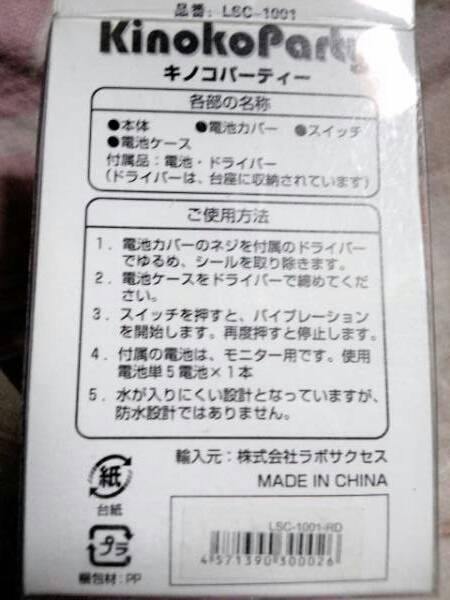 品番: LSC-1001
KinokoParty
キノコパーティー
各部の名称
●本体 ●電池カバー ●スイッチ
●電池ケース
付属品：電池・ドライバー
(ドライバーは、台座に収納されています)
ご使用方法
1．電池カバーのネジを付属のドライバー
でゆるめ、シールを取り除きます。
2．電池ケースをドライバーで締めてくだ
さい。
3．スイッチを押すと、バイブレーション
を開始します。再度押すと停止します。
4．付属の電池は、モニター用です。使用
電池単5電池×1本
5．水が入りにくい設計となっていますが、
防水設計ではありません。
輸入元：株式会社ラボサクセス
MADE IN CHINA
紙
台紙
プラ
梱包材: PP
LSC-1001-RD
4 571390 300026